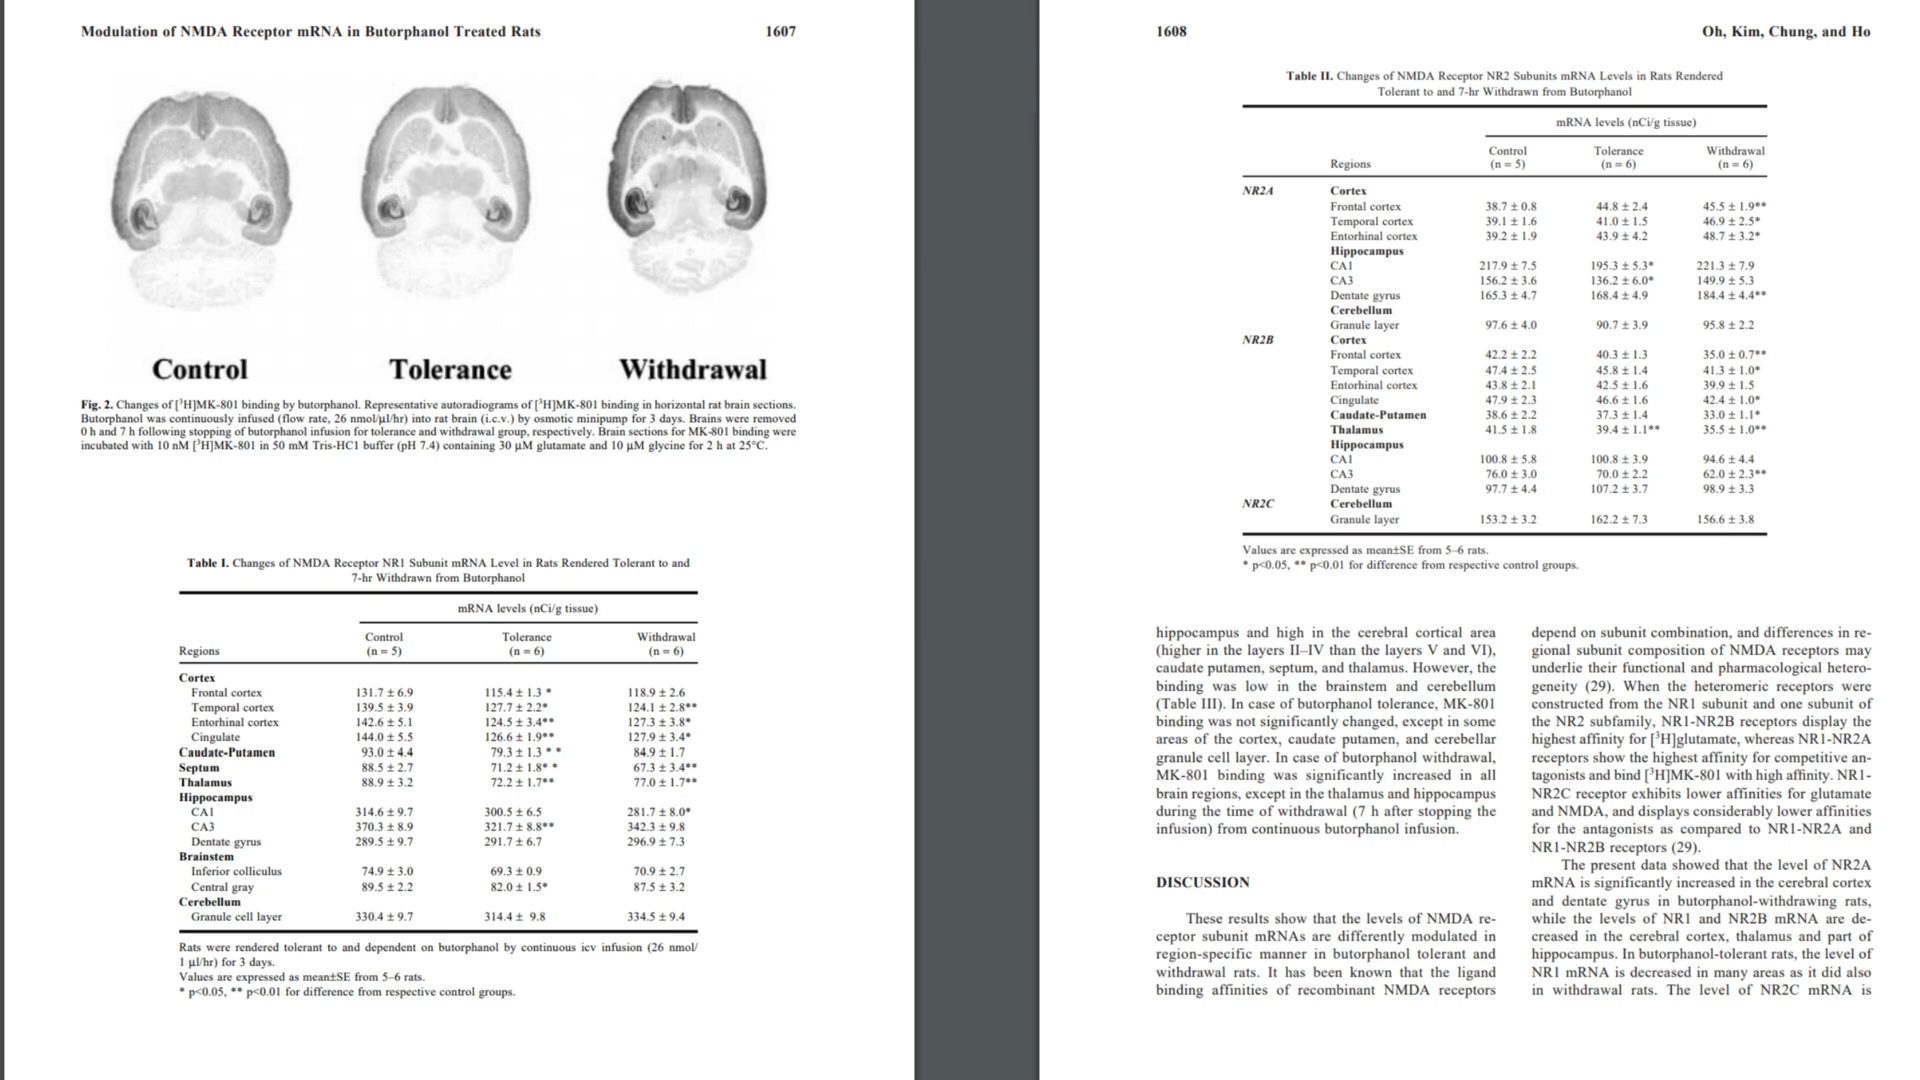 Modulation of NMDA Receptor mRNA in Butorphanol Treated Rats 1607
Control Tolerance Withdrawal
Fig. 2. Changes of [³H]MK-801 binding by butorphanol. Representative autoradiograms of [³H]MK-801 binding in horizontal rat brain sections.
Butorphanol was continuously infused (flow rate, 26 nmol/µl/hr) into rat brain (i.c.v.) by osmotic minipump for 3 days. Brains were removed
0 h and 7 h following stopping of butorphanol infusion for tolerance and withdrawal group, respectively. Brain sections for MK-801 binding were
incubated with 10 nM [³H]MK-801 in 50 mM Tris-HC1 buffer (pH 7.4) containing 30 µM glutamate and 10 µM glycine for 2 h at 25°C.
Table I. Changes of NMDA Receptor NR1 Subunit mRNA Level in Rats Rendered Tolerant to and
7-hr Withdrawn from Butorphanol
mRNA levels (nCi/g tissue)
Control Tolerance Withdrawal
Regions (n = 5) (n = 6) (n = 6)
Cortex
Frontal cortex 131.7 ± 6.9 115.4 ± 1.3 * 118.9 ± 2.6
Temporal cortex 139.5 ± 3.9 127.7 ± 2.2* 124.1 ± 2.8**
Entorhinal cortex 142.6 ± 5.1 124.5 ± 3.4** 127.3 ± 3.8*
Cingulate 144.0 ± 5.5 126.6 ± 1.9** 127.9 ± 3.4*
Caudate-Putamen 93.0 ± 4.4 79.3 ± 1.3 * * 84.9 ± 1.7
Septum 88.5 ± 2.7 71.2 ± 1.8* * 67.3 ± 3.4**
Thalamus 88.9 ± 3.2 72.2 ± 1.7** 77.0 ± 1.7**
Hippocampus
CA1 314.6 ± 9.7 300.5 ± 6.5 281.7 ± 8.0*
CA3 370.3 ± 8.9 321.7 ± 8.8** 342.3 ± 9.8
Dentate gyrus 289.5 ± 9.7 291.7 ± 6.7 296.9 ± 7.3
Brainstem
Inferior colliculus 74.9 ± 3.0 69.3 ± 0.9 70.9 ± 2.7
Central gray 89.5 ± 2.2 82.0 ± 1.5* 87.5 ± 3.2
Cerebellum
Granule cell layer 330.4 ± 9.7 314.4 ± 9.8 334.5 ± 9.4
Rats were rendered tolerant to and dependent on butorphanol by continuous icv infusion (26 nmol/
1 µl/hr) for 3 days.
Values are expressed as mean±SE from 5–6 rats.
* p<0.05, ** p<0.01 for difference from respective control groups.
1608 Oh, Kim, Chung, and Ho
Table II. Changes of NMDA Receptor NR2 Subunits mRNA Levels in Rats Rendered
Tolerant to and 7-hr Withdrawn from Butorphanol
mRNA levels (nCi/g tissue)
Control Tolerance Withdrawal
Regions (n = 5) (n = 6) (n = 6)
NR2A Cortex
Frontal cortex 38.7 ± 0.8 44.8 ± 2.4 45.5 ± 1.9**
Temporal cortex 39.1 ± 1.6 41.0 ± 1.5 46.9 ± 2.5*
Entorhinal cortex 39.2 ± 1.9 43.9 ± 4.2 48.7 ± 3.2*
Hippocampus
CA1 217.9 ± 7.5 195.3 ± 5.3* 221.3 ± 7.9
CA3 156.2 ± 3.6 136.2 ± 6.0* 149.9 ± 5.3
Dentate gyrus 165.3 ± 4.7 168.4 ± 4.9 184.4 ± 4.4**
Cerebellum
Granule layer 97.6 ± 4.0 90.7 ± 3.9 95.8 ± 2.2
NR2B Cortex
Frontal cortex 42.2 ± 2.2 40.3 ± 1.3 35.0 ± 0.7**
Temporal cortex 47.4 ± 2.5 45.8 ± 1.4 41.3 ± 1.0*
Entorhinal cortex 43.8 ± 2.1 42.5 ± 1.6 39.9 ± 1.5
Cingulate 47.9 ± 2.3 46.6 ± 1.6 42.4 ± 1.0*
Caudate-Putamen 38.6 ± 2.2 37.3 ± 1.4 33.0 ± 1.1*
Thalamus 41.5 ± 1.8 39.4 ± 1.1** 35.5 ± 1.0**
Hippocampus
CA1 100.8 ± 5.8 100.8 ± 3.9 94.6 ± 4.4
CA3 76.0 ± 3.0 70.0 ± 2.2 62.0 ± 2.3**
Dentate gyrus 97.7 ± 4.4 107.2 ± 3.7 98.9 ± 3.3
NR2C Cerebellum
Granule layer 153.2 ± 3.2 162.2 ± 7.3 156.6 ± 3.8
Values are expressed as mean±SE from 5–6 rats.
* p<0.05, ** p<0.01 for difference from respective control groups.
hippocampus and high in the cerebral cortical area
(higher in the layers II–IV than the layers V and VI),
caudate putamen, septum, and thalamus. However, the
binding was low in the brainstem and cerebellum
(Table III). In case of butorphanol tolerance, MK-801
binding was not significantly changed, except in some
areas of the cortex, caudate putamen, and cerebellar
granule cell layer. In case of butorphanol withdrawal,
MK-801 binding was significantly increased in all
brain regions, except in the thalamus and hippocampus
during the time of withdrawal (7 h after stopping the
infusion) from continuous butorphanol infusion.
DISCUSSION
These results show that the levels of NMDA re-
ceptor subunit mRNAs are differently modulated in
region-specific manner in butorphanol tolerant and
withdrawal rats. It has been known that the ligand
binding affinities of recombinant NMDA receptors
depend on subunit combination, and differences in re-
gional subunit composition of NMDA receptors may
underlie their functional and pharmacological hetero-
geneity (29). When the heteromeric receptors were
constructed from the NR1 subunit and one subunit of
the NR2 subfamily, NR1-NR2B receptors display the
highest affinity for [³H]glutamate, whereas NR1-NR2A
receptors show the highest affinity for competitive an-
tagonists and bind [³H]MK-801 with high affinity. NR1-
NR2C receptor exhibits lower affinities for glutamate
and NMDA, and displays considerably lower affinities
for the antagonists as compared to NR1-NR2A and
NR1-NR2B receptors (29).
The present data showed that the level of NR2A
mRNA is significantly increased in the cerebral cortex
and dentate gyrus in butorphanol-withdrawing rats,
while the levels of NR1 and NR2B mRNA are de-
creased in the cerebral cortex, thalamus and part of
hippocampus. In butorphanol-tolerant rats, the level of
NR1 mRNA is decreased in many areas as it did also
in withdrawal rats. The level of NR2C mRNA is